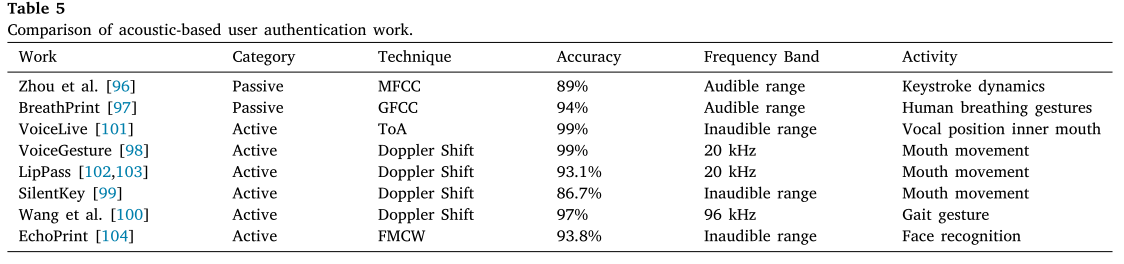 Table 5
Comparison of acoustic-based user authentication work.
Work Category Technique Accuracy Frequency Band Activity
Zhou et al. [96] Passive MFCC 89% Audible range Keystroke dynamics
BreathPrint [97] Passive GFCC 94% Audible range Human breathing gestures
VoiceLive [101] Active ToA 99% Inaudible range Vocal position inner mouth
VoiceGesture [98] Active Doppler Shift 99% 20 kHz Mouth movement
LipPass [102,103] Active Doppler Shift 93.1% 20 kHz Mouth movement
SilentKey [99] Active Doppler Shift 86.7% Inaudible range Mouth movement
Wang et al. [100] Active Doppler Shift 97% 96 kHz Gait gesture
EchoPrint [104] Active FMCW 93.8% Inaudible range Face recognition